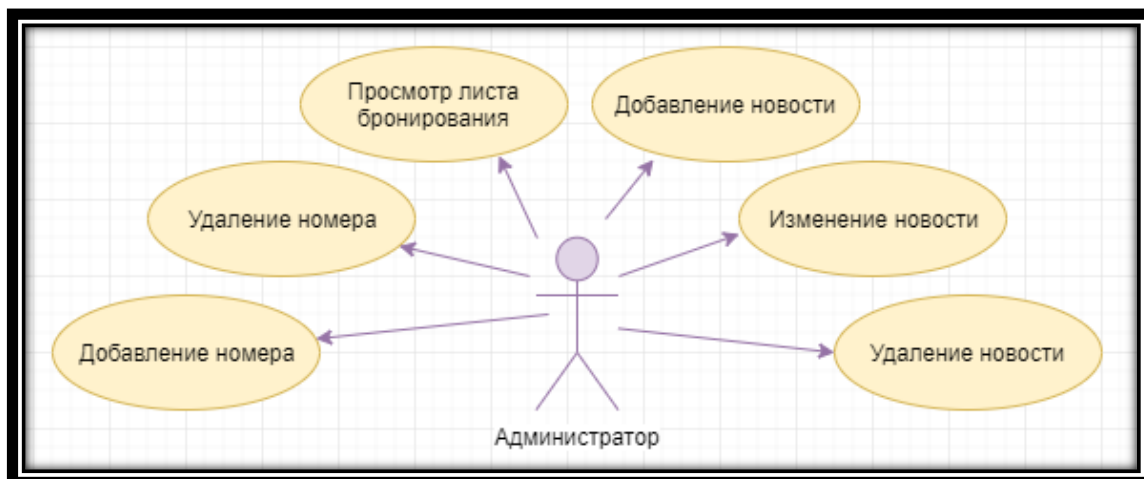 Просмотр листа
бронирования
Добавление новости
Удаление номера
Изменение новости
Добавление номера
Удаление новости
Администратор